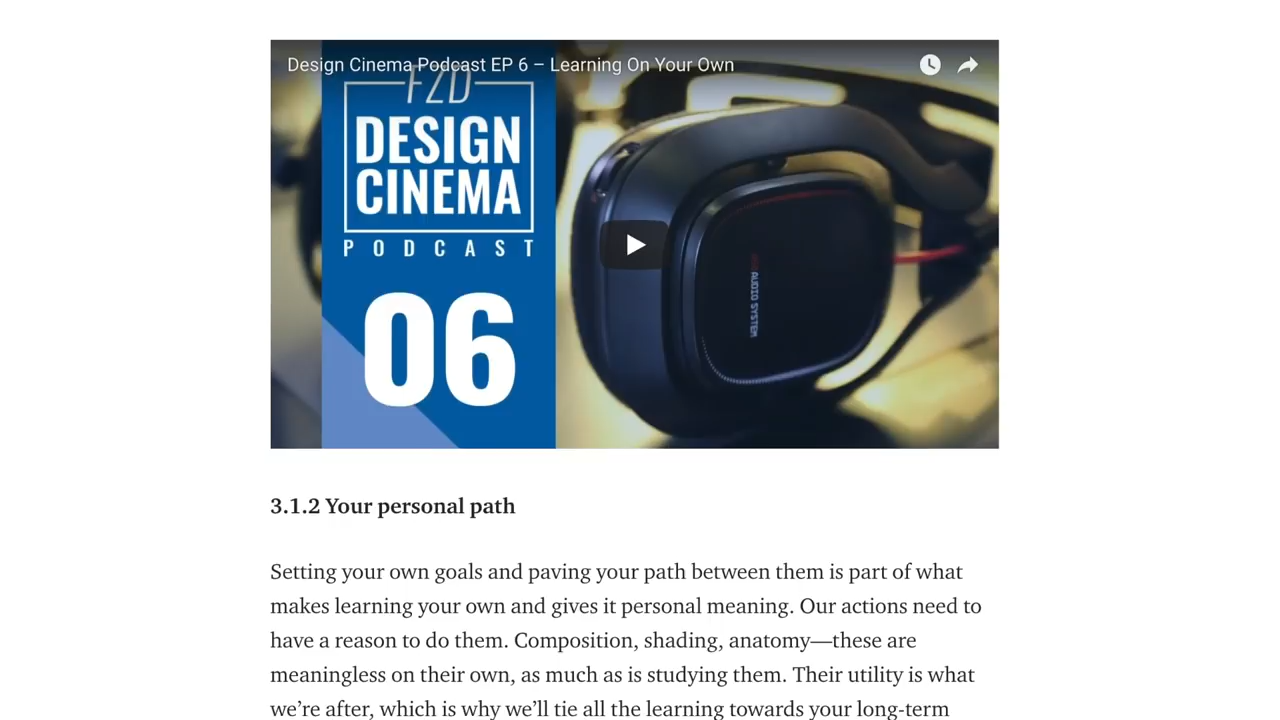 Design Cinema Podcast EP 6 – Learning On Your Own
FZD
DESIGN
CINEMA
PODCAST
06
AUDIO SYSTEM
3.1.2 Your personal path
Setting your own goals and paving your path between them is part of what
makes learning your own and gives it personal meaning. Our actions need to
have a reason to do them. Composition, shading, anatomy—these are
meaningless on their own, as much as is studying them. Their utility is what
we’re after, which is why we’ll tie all the learning towards your long-term